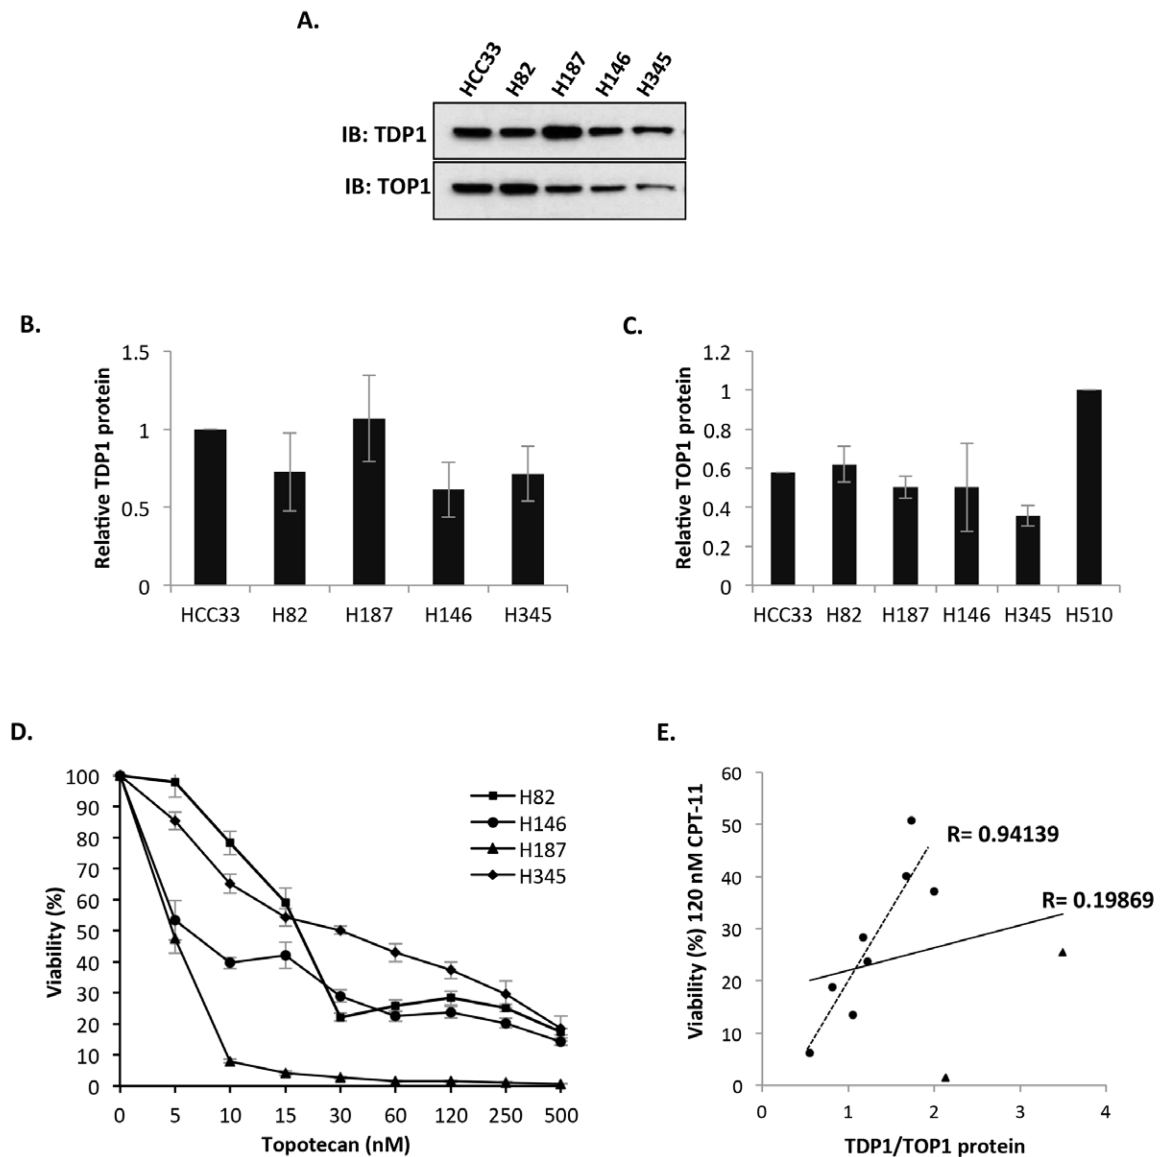 A.
HCC33 H82 H187 H146 H345
IB: TDP1
IB: TOP1
B.
Relative TDP1 protein
1.5
1
0.5
0
HCC33 H82 H187 H146 H345
C.
Relative TOP1 protein
1.2
1
0.8
0.6
0.4
0.2
0
HCC33 H82 H187 H146 H345 H510
D.
Viability (%)
100
90
80
70
60
50
40
30
20
10
0
H82
H146
H187
H345
0 5 10 15 30 60 120 250 500
Topotecan (nM)
E.
Viability (%) 120 nM CPT-11
60
50
40
30
20
10
0
R= 0.94139
R= 0.19869
0 1 2 3 4
TDP1/TOP1 protein